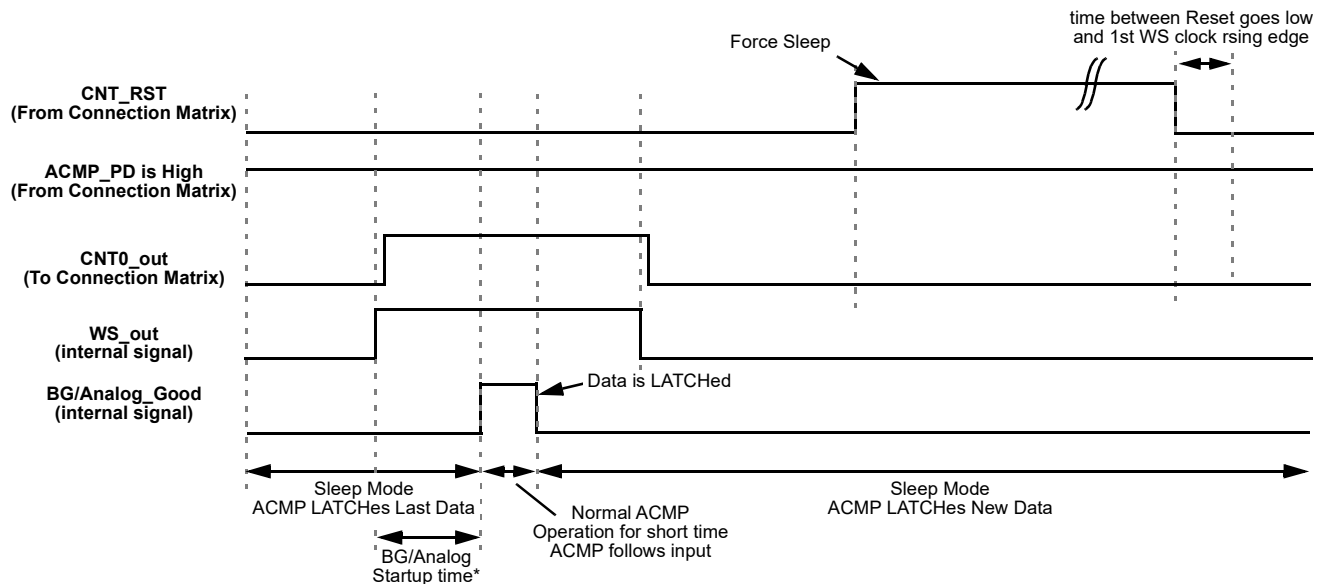 time between Reset goes low
and 1st WS clock rsing edge
Force Sleep
CNT_RST
(From Connection Matrix)
ACMP_PD is High
(From Connection Matrix)
CNT0_out
(To Connection Matrix)
WS_out
(internal signal)
BG/Analog_Good
(internal signal)
Data is LATCHed
Sleep Mode
ACMP LATCHes Last Data
Normal ACMP
Operation for short time
ACMP follows input
Sleep Mode
ACMP LATCHes New Data
BG/Analog
Startup time*